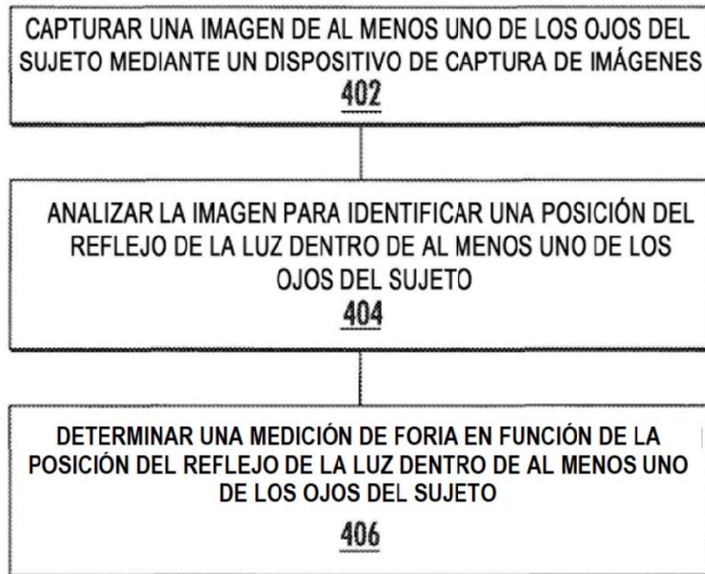 CAPTURAR UNA IMAGEN DE AL MENOS UNO DE LOS OJOS DEL
SUJETO MEDIANTE UN DISPOSITIVO DE CAPTURA DE IMÁGENES
402
ANALIZAR LA IMAGEN PARA IDENTIFICAR UNA POSICIÓN DEL
REFLEJO DE LA LUZ DENTRO DE AL MENOS UNO DE LOS
OJOS DEL SUJETO
404
DETERMINAR UNA MEDICIÓN DE FORIA EN FUNCIÓN DE LA
POSICIÓN DEL REFLEJO DE LA LUZ DENTRO DE AL MENOS UNO
DE LOS OJOS DEL SUJETO
406